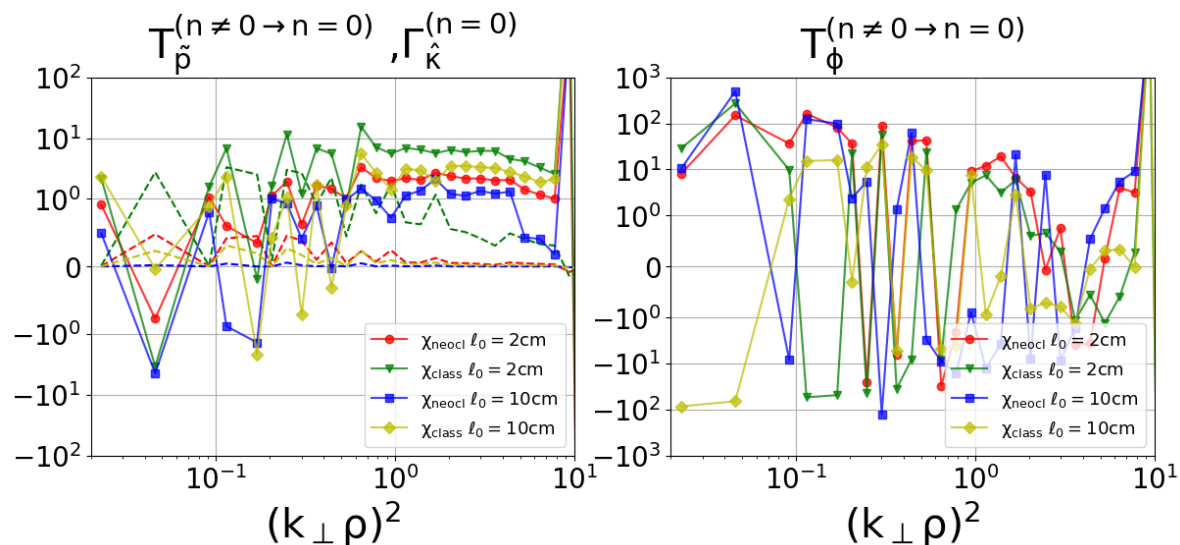 T_p̃^(n ≠ 0 → n = 0) ,Γ_κ̂^(n = 0)
10^2
10^1
10^0
0
−10^0
−10^1
−10^2
χ_neocl ℓ_0 = 2cm
χ_class ℓ_0 = 2cm
χ_neocl ℓ_0 = 10cm
χ_class ℓ_0 = 10cm
10^−1
10^0
10^1
(k_⊥ρ)^2
T_ϕ^(n ≠ 0 → n = 0)
10^3
10^2
10^1
10^0
0
−10^0
−10^1
−10^2
−10^3
χ_neocl ℓ_0 = 2cm
χ_class ℓ_0 = 2cm
χ_neocl ℓ_0 = 10cm
χ_class ℓ_0 = 10cm
10^−1
10^0
10^1
(k_⊥ρ)^2